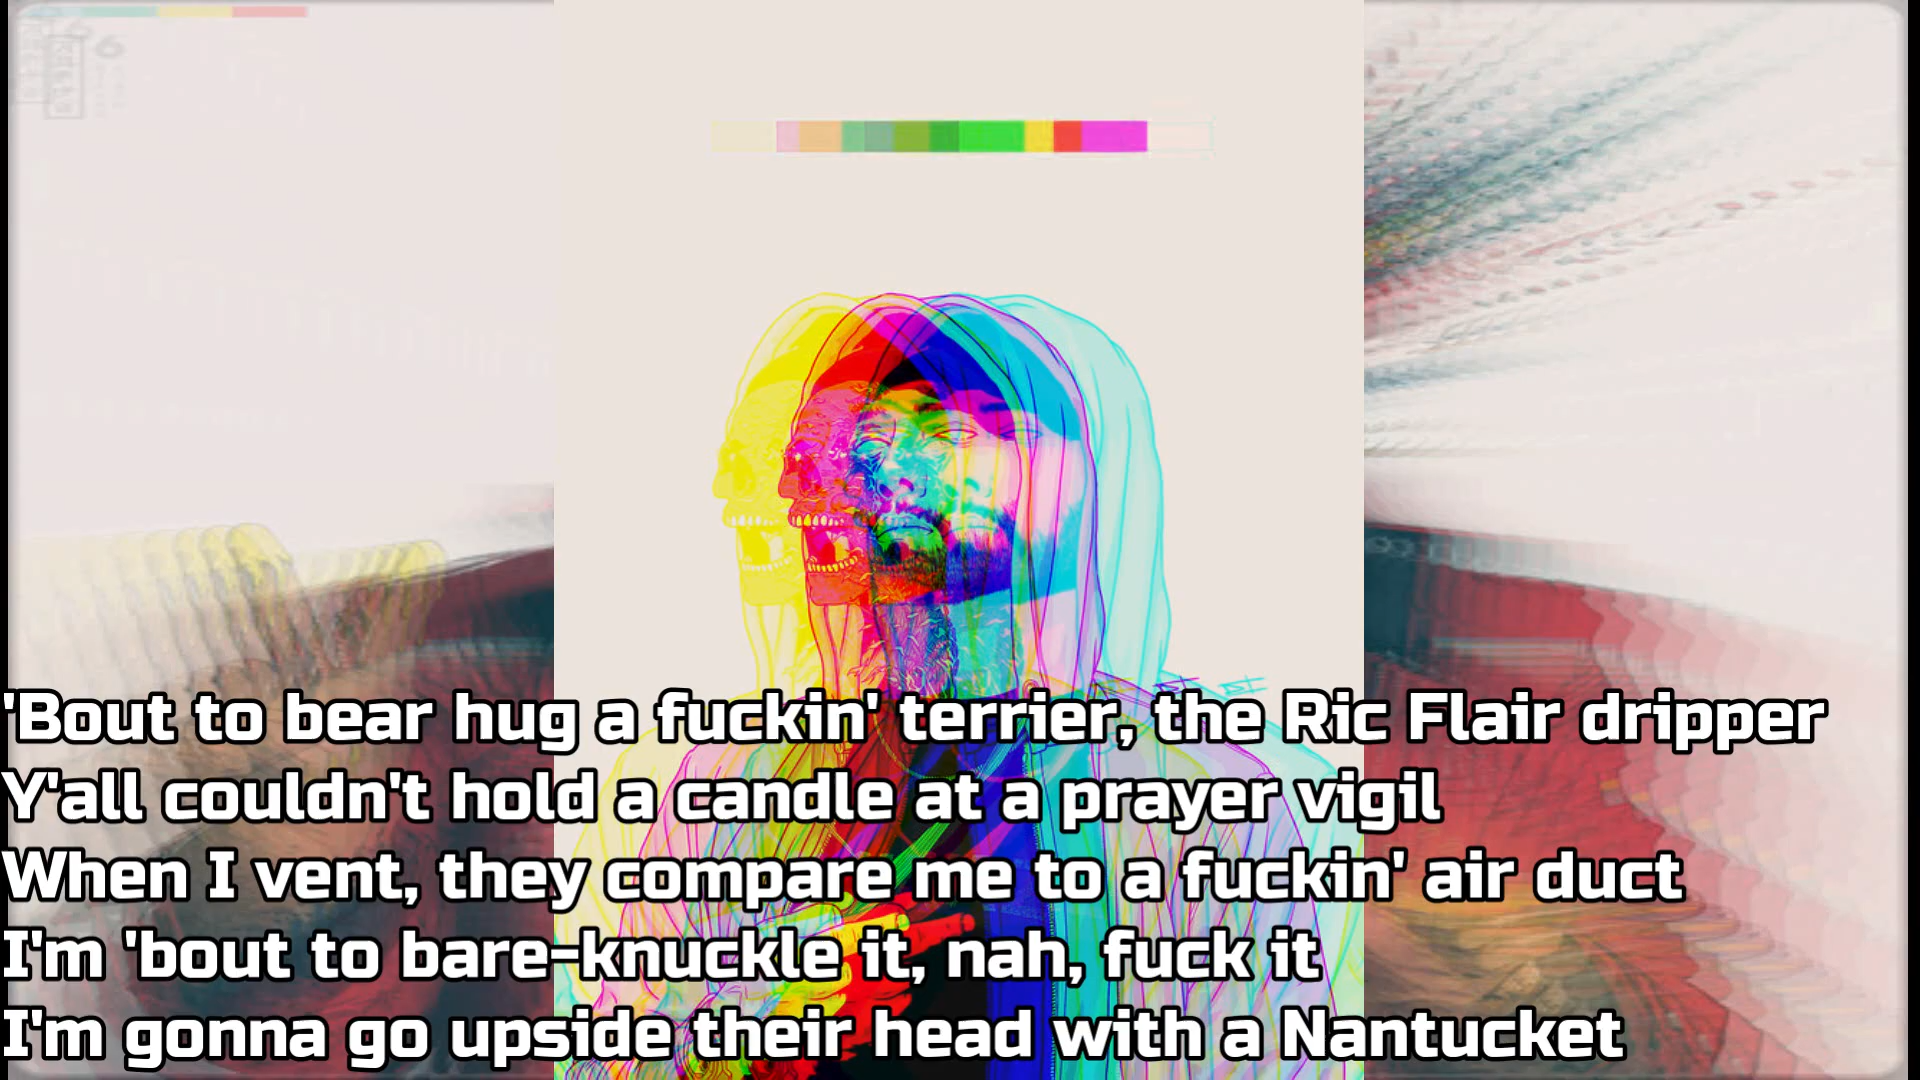 'Bout to bear hug a fuckin' terrier, the Ric Flair dripper
Y'all couldn't hold a candle at a prayer vigil
When I vent, they compare me to a fuckin' air duct
I'm 'bout to bare-knuckle it, nah, fuck it
I'm gonna go upside their head with a Nantucket